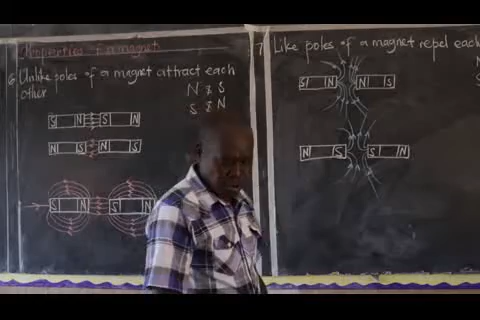 Properties of a magnet
6 Unlike poles of a magnet attract each
other
N & S
S & N
S N S N
N S N S
S N S N
7 Like poles of a magnet repel each
S N N S
N S S N